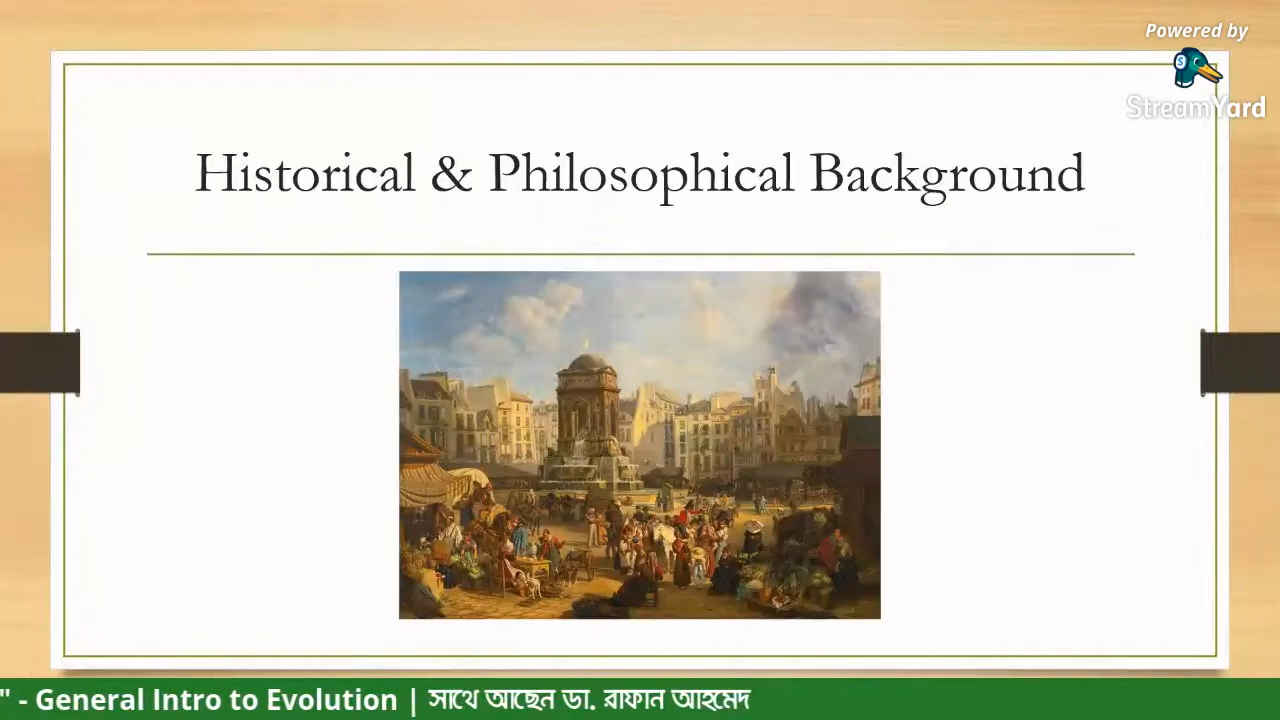 Powered by
StreamYard
Historical & Philosophical Background
" - General Intro to Evolution | সাথে আছেন ডা. রাফান আহমেদ